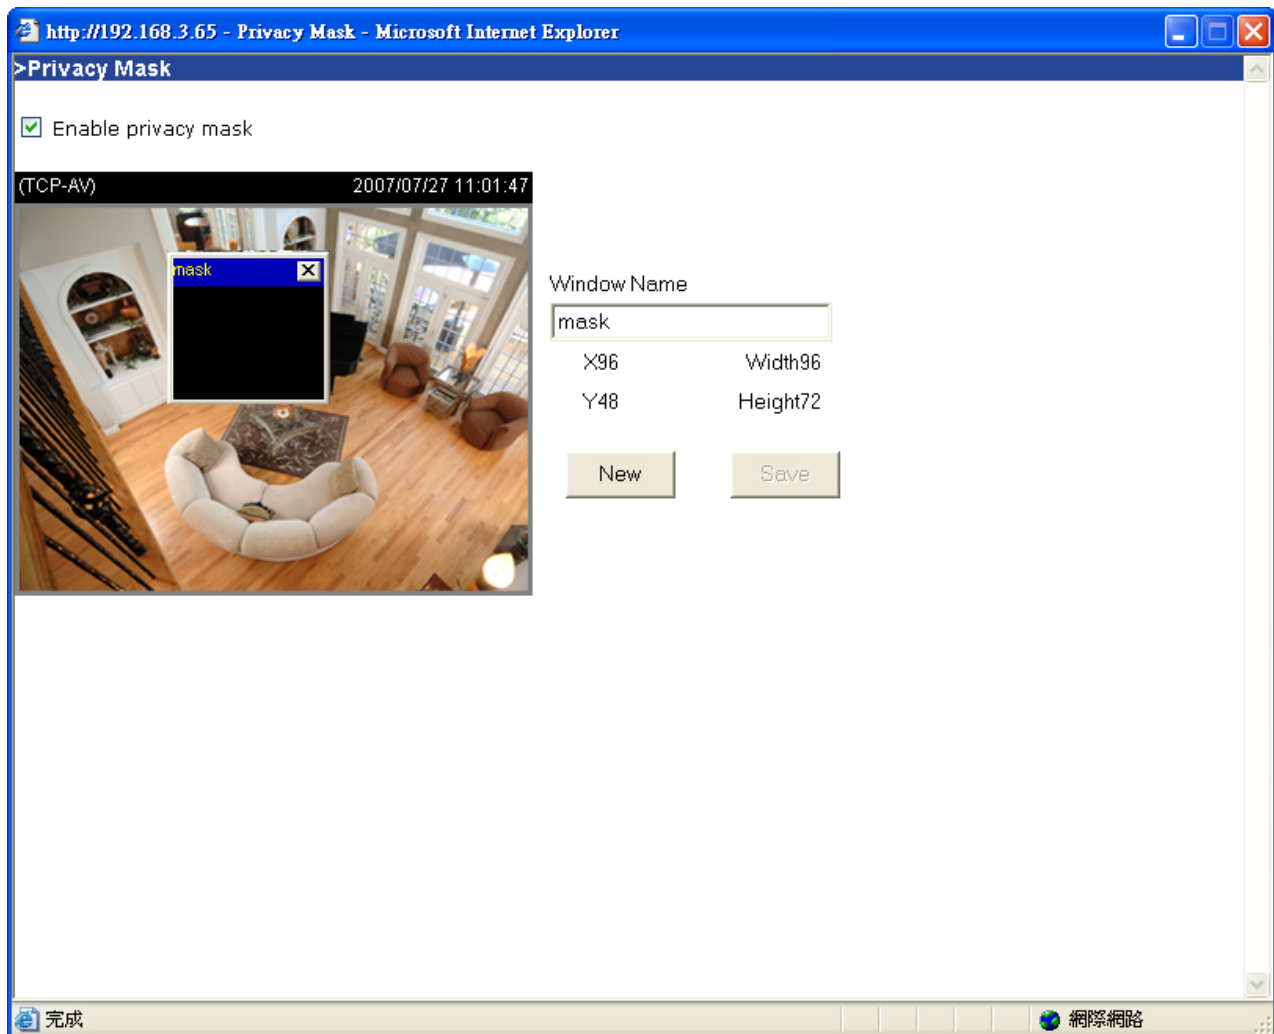 http://192.168.3.65 - Privacy Mask - Microsoft Internet Explorer
>Privacy Mask
Enable privacy mask
(TCP-AV) 2007/07/27 11:01:47
mask
Window Name
mask
X96 Width96
Y48 Height72
New Save
完成 網際網路